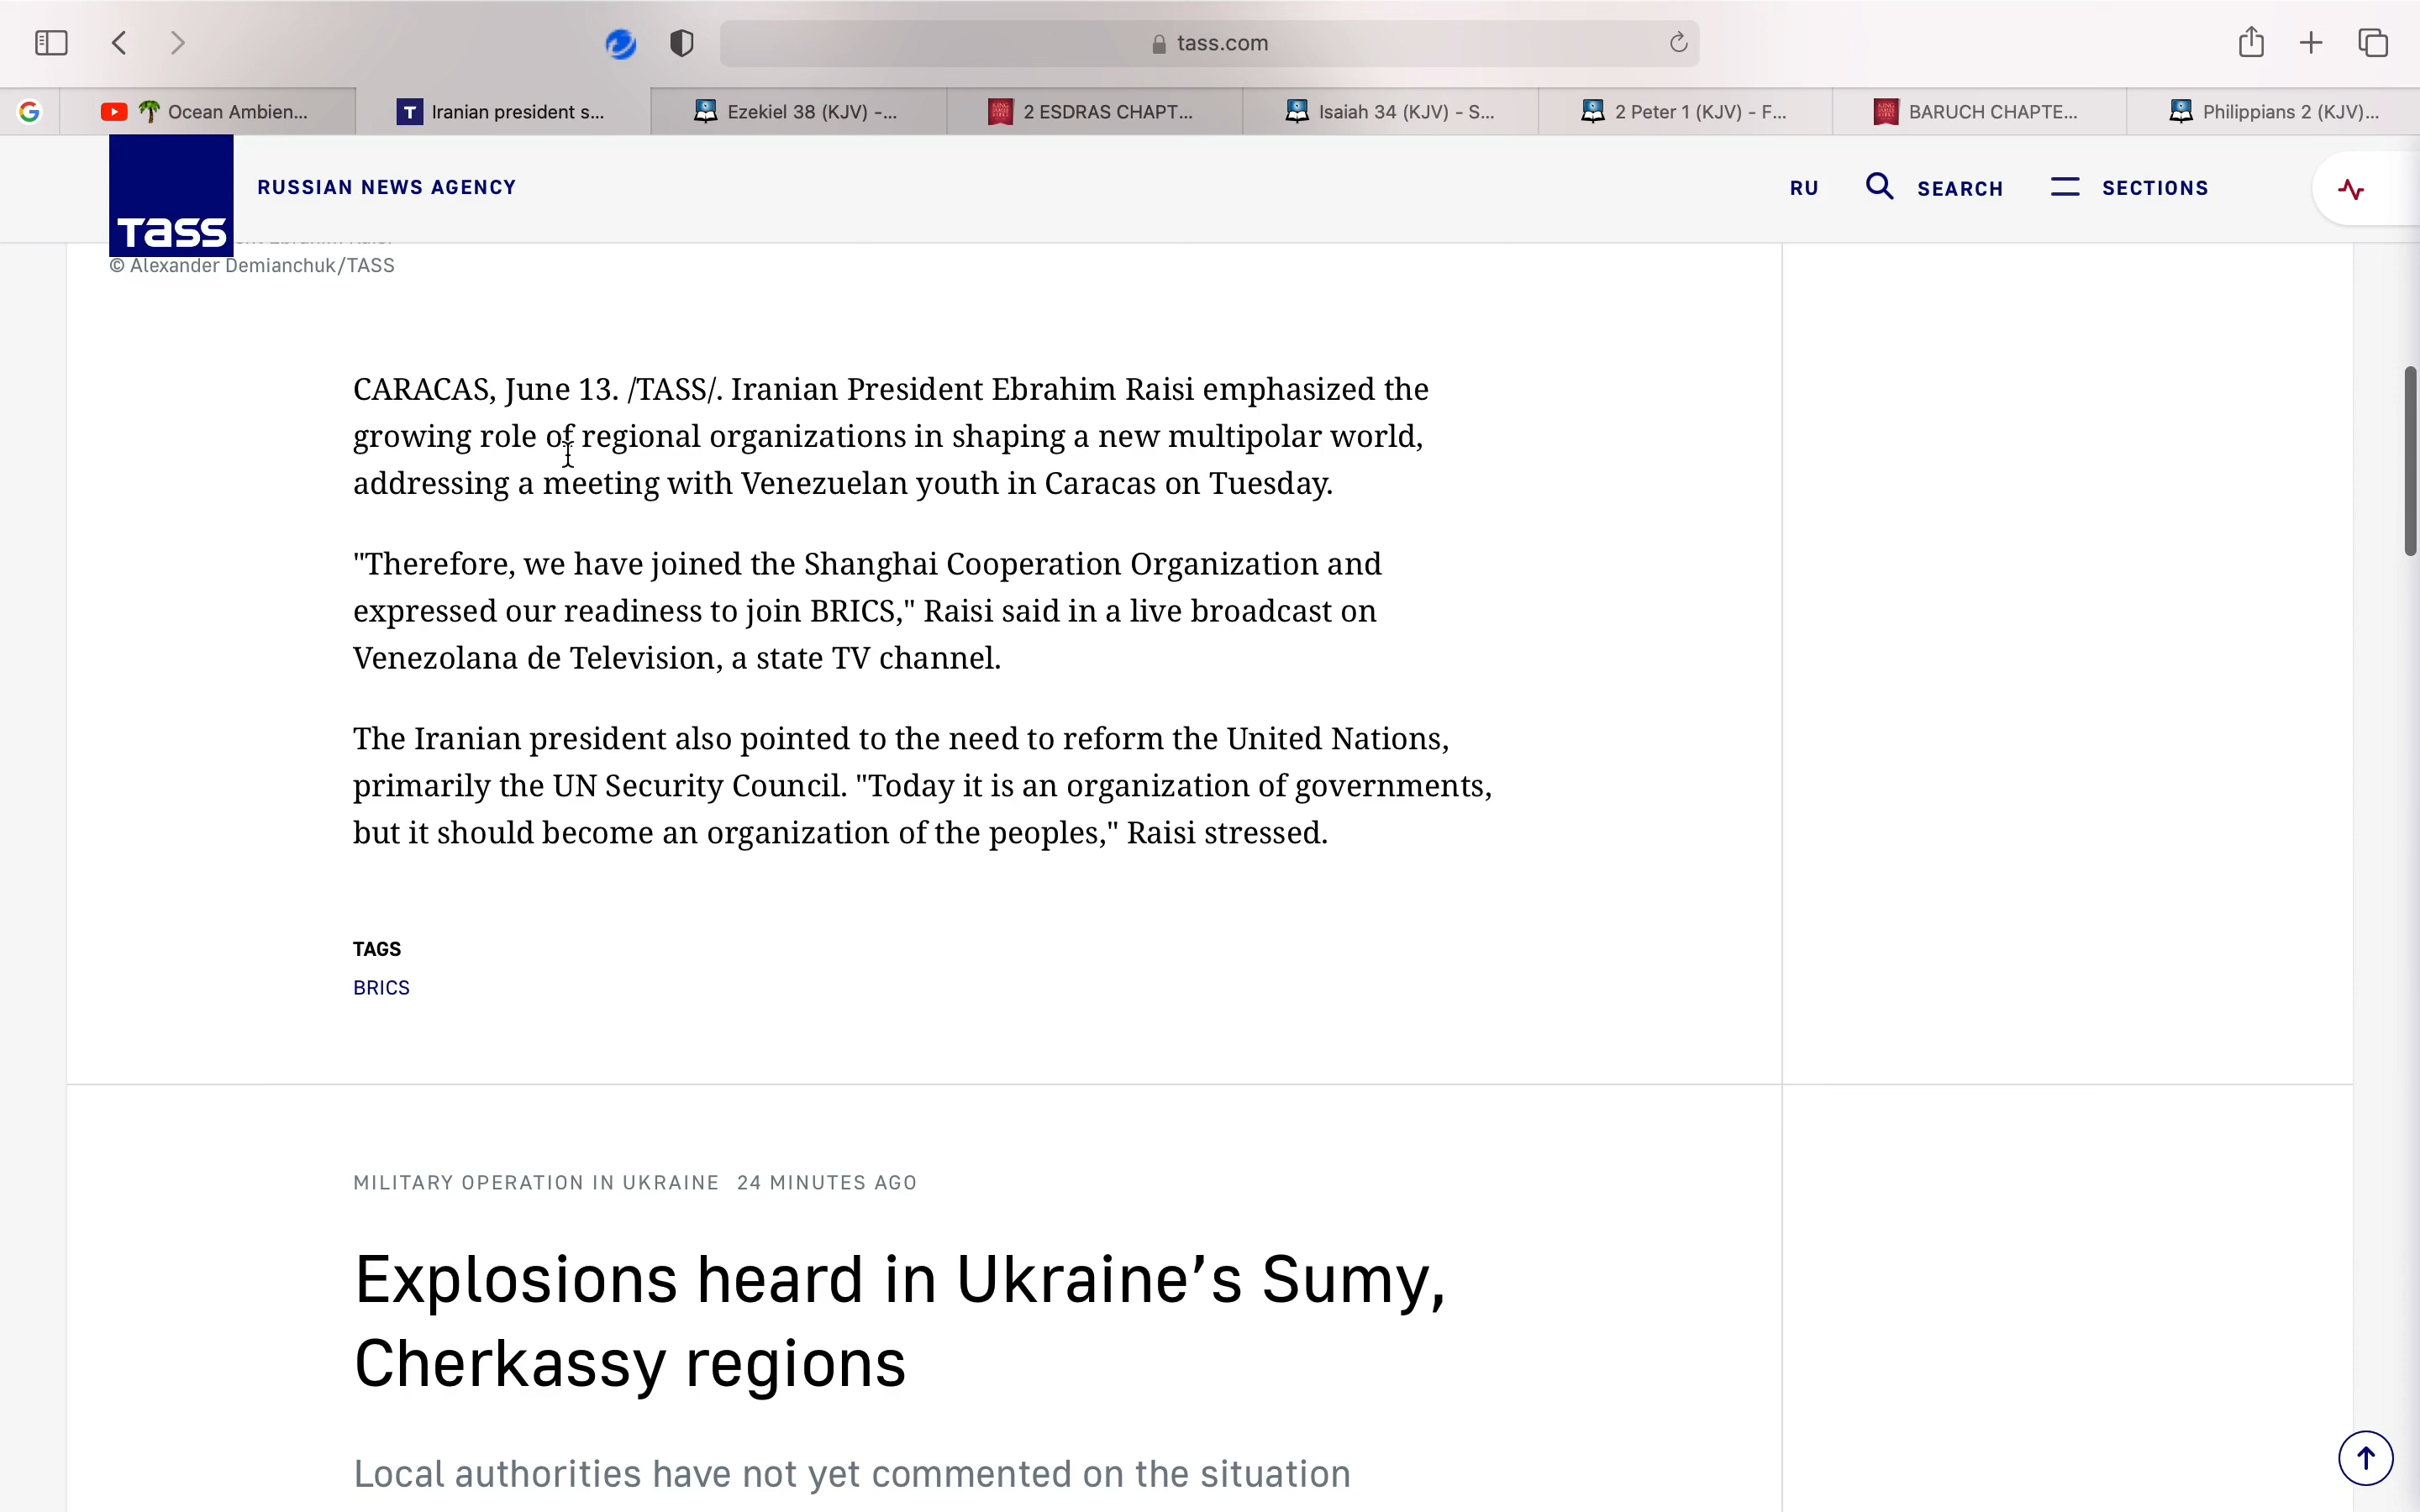 tass.com
Ocean Ambien...
Iranian president s...
Ezekiel 38 (KJV) -...
2 ESDRAS CHAPT...
Isaiah 34 (KJV) - S...
2 Peter 1 (KJV) - F...
BARUCH CHAPTE...
Philippians 2 (KJV)...
TASS
RUSSIAN NEWS AGENCY
RU
SEARCH
SECTIONS
© Alexander Demianchuk/TASS
CARACAS, June 13. /TASS/. Iranian President Ebrahim Raisi emphasized the
growing role of regional organizations in shaping a new multipolar world,
addressing a meeting with Venezuelan youth in Caracas on Tuesday.
"Therefore, we have joined the Shanghai Cooperation Organization and
expressed our readiness to join BRICS," Raisi said in a live broadcast on
Venezolana de Television, a state TV channel.
The Iranian president also pointed to the need to reform the United Nations,
primarily the UN Security Council. "Today it is an organization of governments,
but it should become an organization of the peoples," Raisi stressed.
TAGS
BRICS
MILITARY OPERATION IN UKRAINE 24 MINUTES AGO
Explosions heard in Ukraine’s Sumy,
Cherkassy regions
Local authorities have not yet commented on the situation